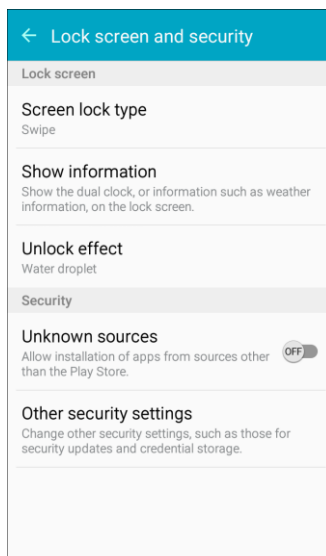 Lock screen and security
Lock screen
Screen lock type
Swipe
Show information
Show the dual clock, or information such as weather
information, on the lock screen.
Unlock effect
Water droplet
Security
Unknown sources
Allow installation of apps from sources other
than the Play Store.
OFF
Other security settings
Change other security settings, such as those for
security updates and credential storage.